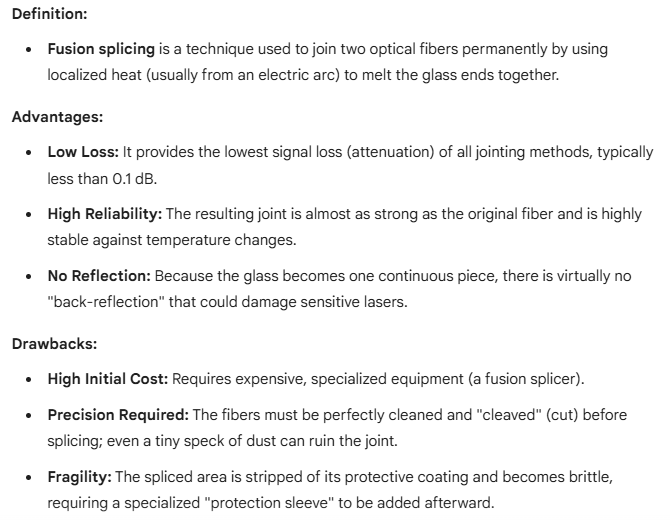 Definition:
• Fusion splicing is a technique used to join two optical fibers permanently by using
localized heat (usually from an electric arc) to melt the glass ends together.
Advantages:
• Low Loss: It provides the lowest signal loss (attenuation) of all jointing methods, typically
less than 0.1 dB.
• High Reliability: The resulting joint is almost as strong as the original fiber and is highly
stable against temperature changes.
• No Reflection: Because the glass becomes one continuous piece, there is virtually no
"back-reflection" that could damage sensitive lasers.
Drawbacks:
• High Initial Cost: Requires expensive, specialized equipment (a fusion splicer).
• Precision Required: The fibers must be perfectly cleaned and "cleaved" (cut) before
splicing; even a tiny speck of dust can ruin the joint.
• Fragility: The spliced area is stripped of its protective coating and becomes brittle,
requiring a specialized "protection sleeve" to be added afterward.